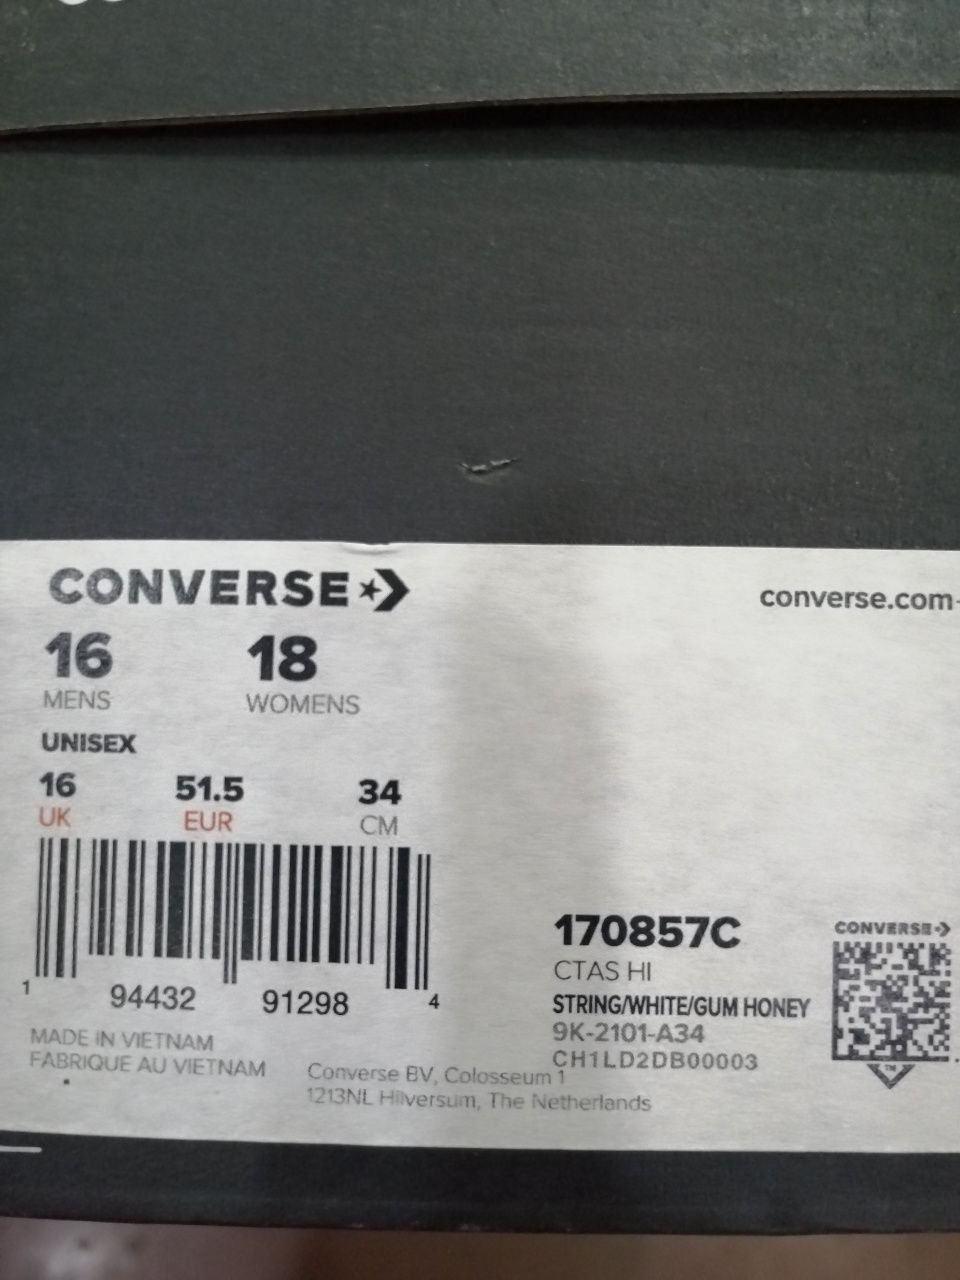 CONVERSE
converse.com
16 18
MENS WOMENS
UNISEX
16 51.5 34
UK EUR CM
170857C
CTAS HI
STRING/WHITE/GUM HONEY
9K-2101-A34
CH1LD2DB00003
CONVERSE
TM
1 94432 91298 4
MADE IN VIETNAM
FABRIQUE AU VIETNAM
Converse BV, Colosseum 1
1213NL Hilversum, The Netherlands